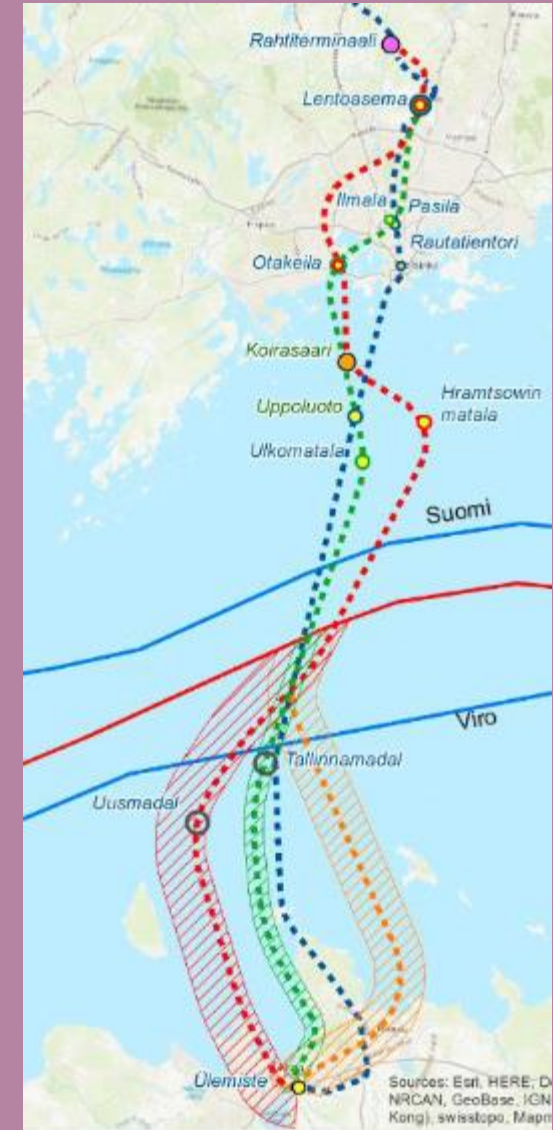 Rahtiterminaali
Lentoasema
Ilmala
Pasila
Rautatientori
Otakeila
Koirasaari
Hramtsowin
matala
Uppoluoto
Ulkomatala
Suomi
Viro
Tallinnamadal
Uusmadal
Ülemiste
Sources: Esri, HERE,
NRCAN, GeoBase, IGN
Kong), swisstopo,